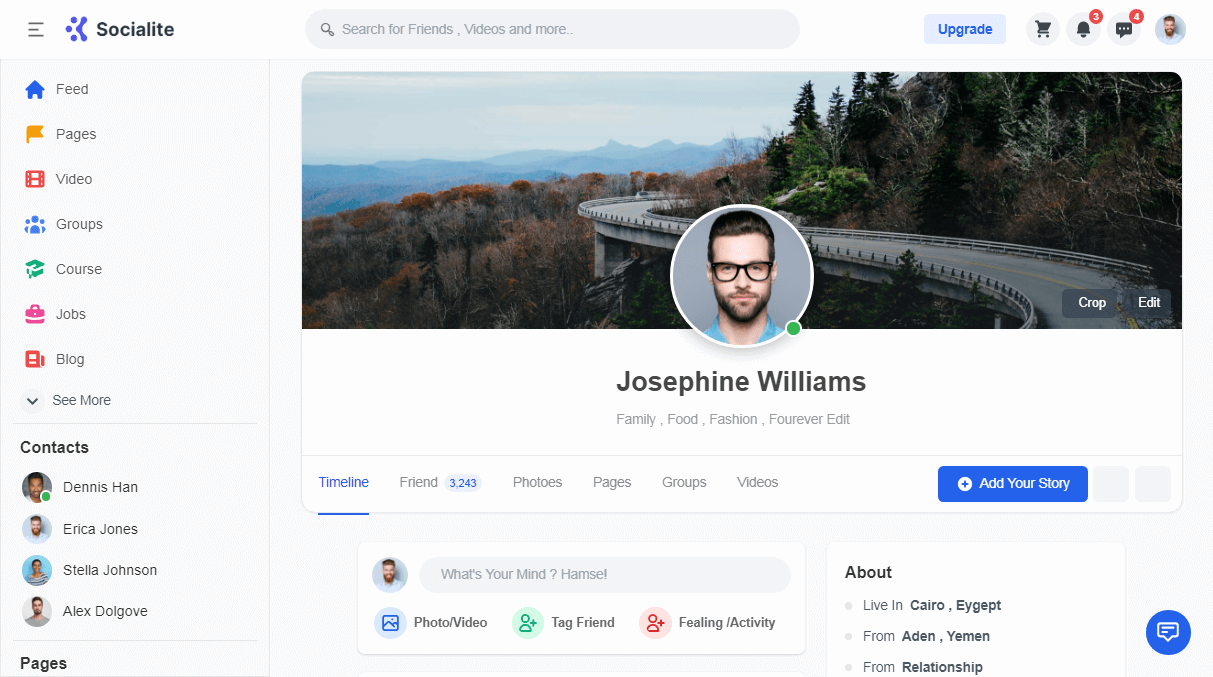 Socialite
Search for Friends , Videos and more..
Upgrade
3
4
Feed
Pages
Video
Groups
Course
Jobs
Blog
See More
Contacts
Dennis Han
Erica Jones
Stella Johnson
Alex Dolgove
Pages
Crop
Edit
Josephine Williams
Family , Food , Fashion , Fourever Edit
Timeline
Friend 3,243
Photoes
Pages
Groups
Videos
Add Your Story
What's Your Mind ? Hamse!
Photo/Video
Tag Friend
Fealing /Activity
About
Live In Cairo , Eygept
From Aden , Yemen
From Relationship